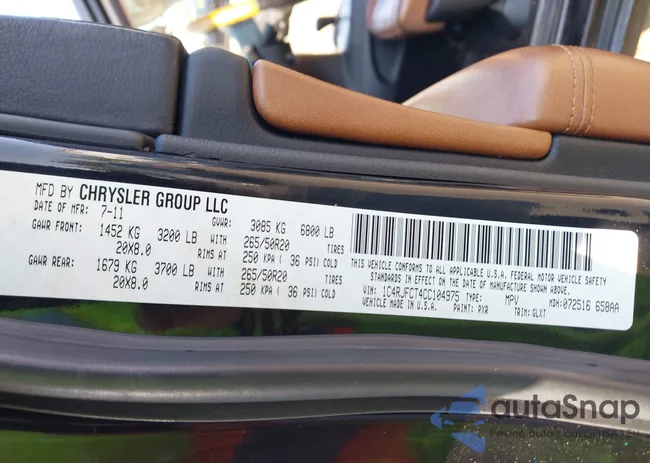 MFD BY CHRYSLER GROUP LLC
DATE OF MFR: 7-11 GVWR: 3085 KG 6800 LB
GAWR FRONT: 1452 KG 3200 LB WITH 265/50R20 TIRES
20X8.0 RIMS AT 250 KPA ( 36 PSI) COLD
GAWR REAR: 1679 KG 3700 LB WITH 265/50R20 TIRES
20X8.0 RIMS AT 250 KPA ( 36 PSI) COLD
THIS VEHICLE CONFORMS TO ALL APPLICABLE U.S.A. FEDERAL MOTOR VEHICLE SAFETY
STANDARDS IN EFFECT ON THE DATE OF MANUFACTURE SHOWN ABOVE.
VIN: 1C4RJFCT4CC104975 TYPE: MPV MDH: 072516 658AA
VEHICLE MADE IN U.S.A. PAINT: PXR TRIM: GLXT
autoSnap